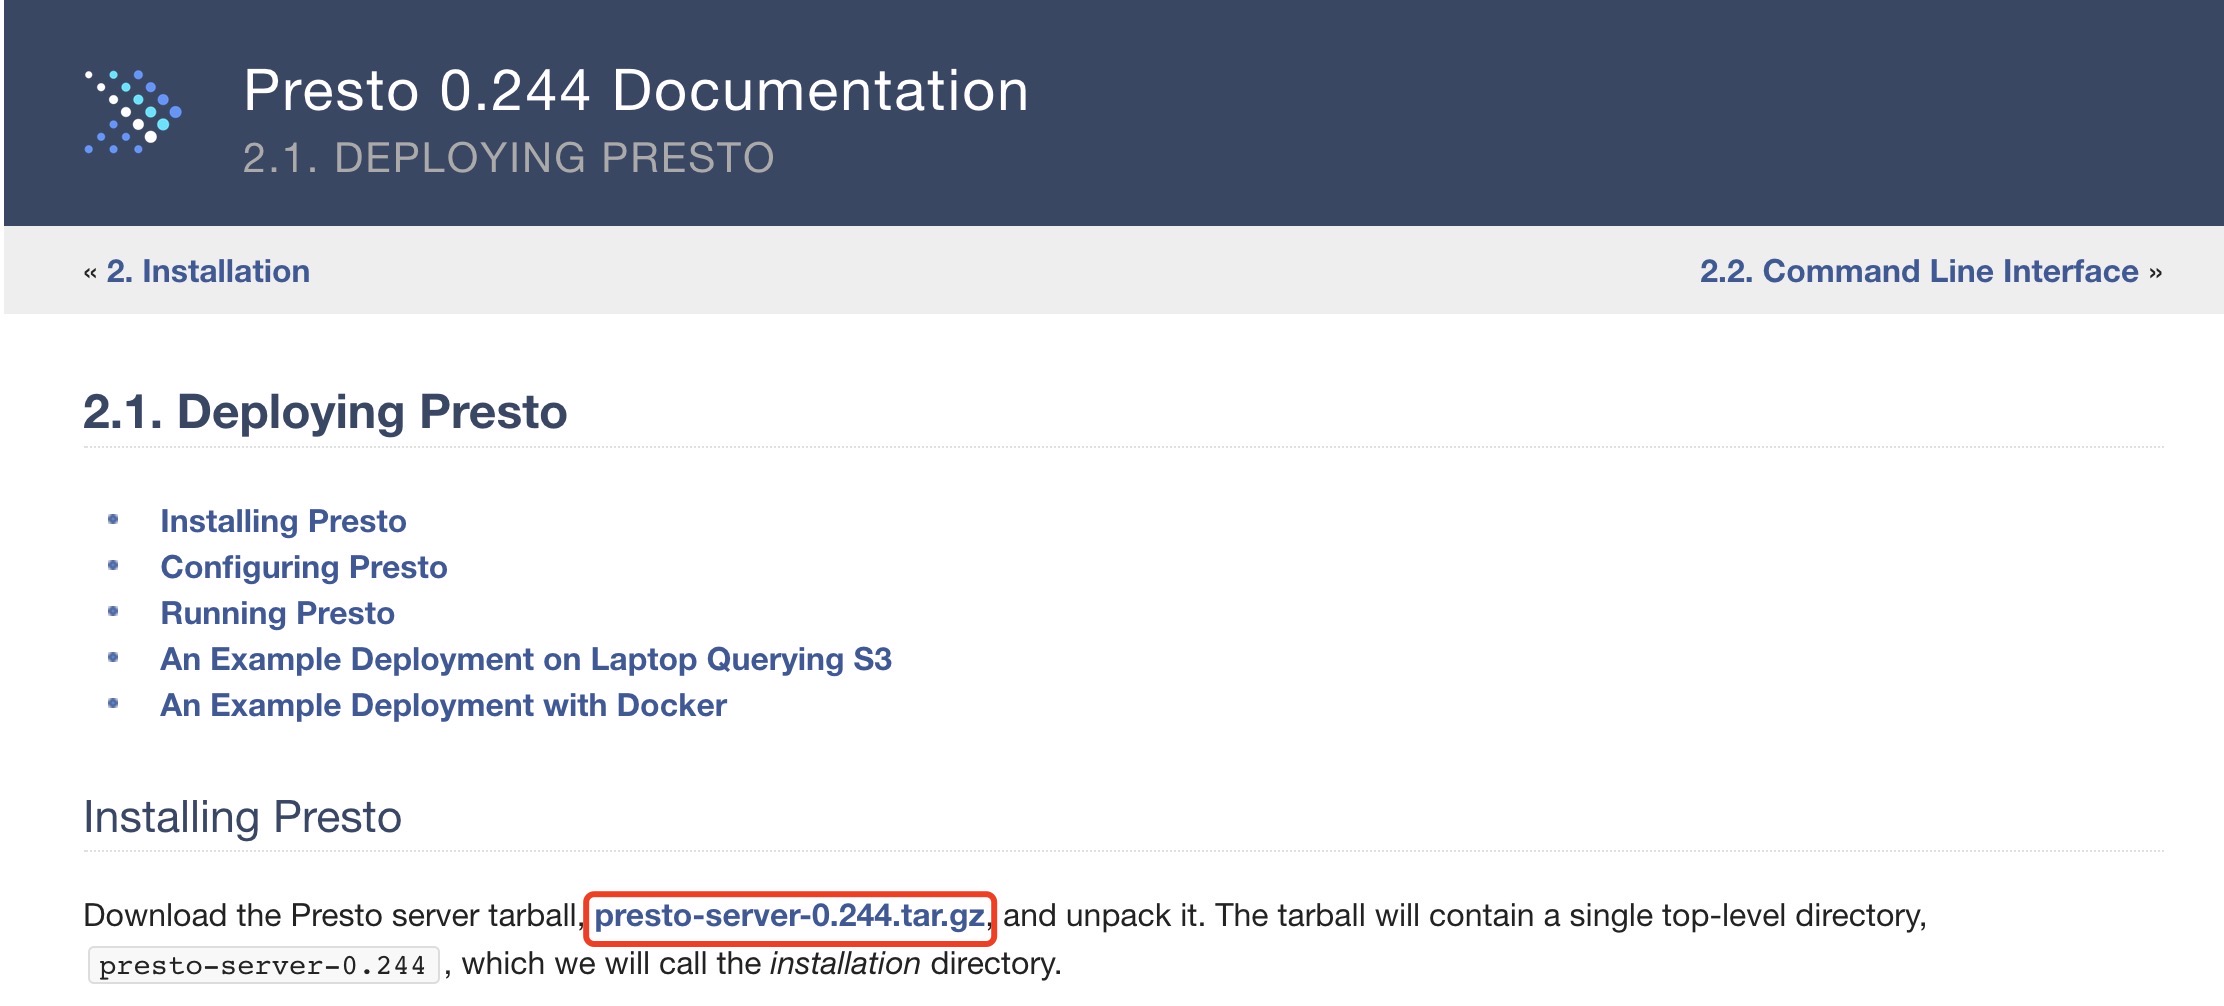 Presto 0.244 Documentation
2.1. DEPLOYING PRESTO
« 2. Installation
2.2. Command Line Interface »
2.1. Deploying Presto
• Installing Presto
• Configuring Presto
• Running Presto
• An Example Deployment on Laptop Querying S3
• An Example Deployment with Docker
Installing Presto
Download the Presto server tarball, presto-server-0.244.tar.gz, and unpack it. The tarball will contain a single top-level directory,
presto-server-0.244 , which we will call the installation directory.